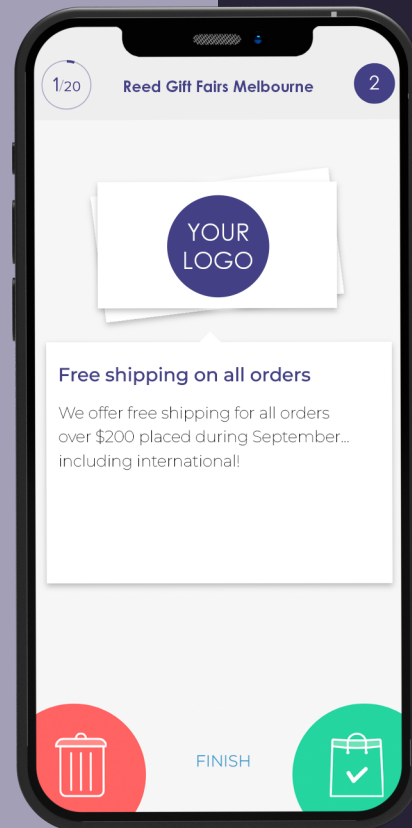 1/20
Reed Gift Fairs Melbourne
2
YOUR
LOGO
Free shipping on all orders
We offer free shipping for all orders
over $200 placed during September...
including international!
FINISH